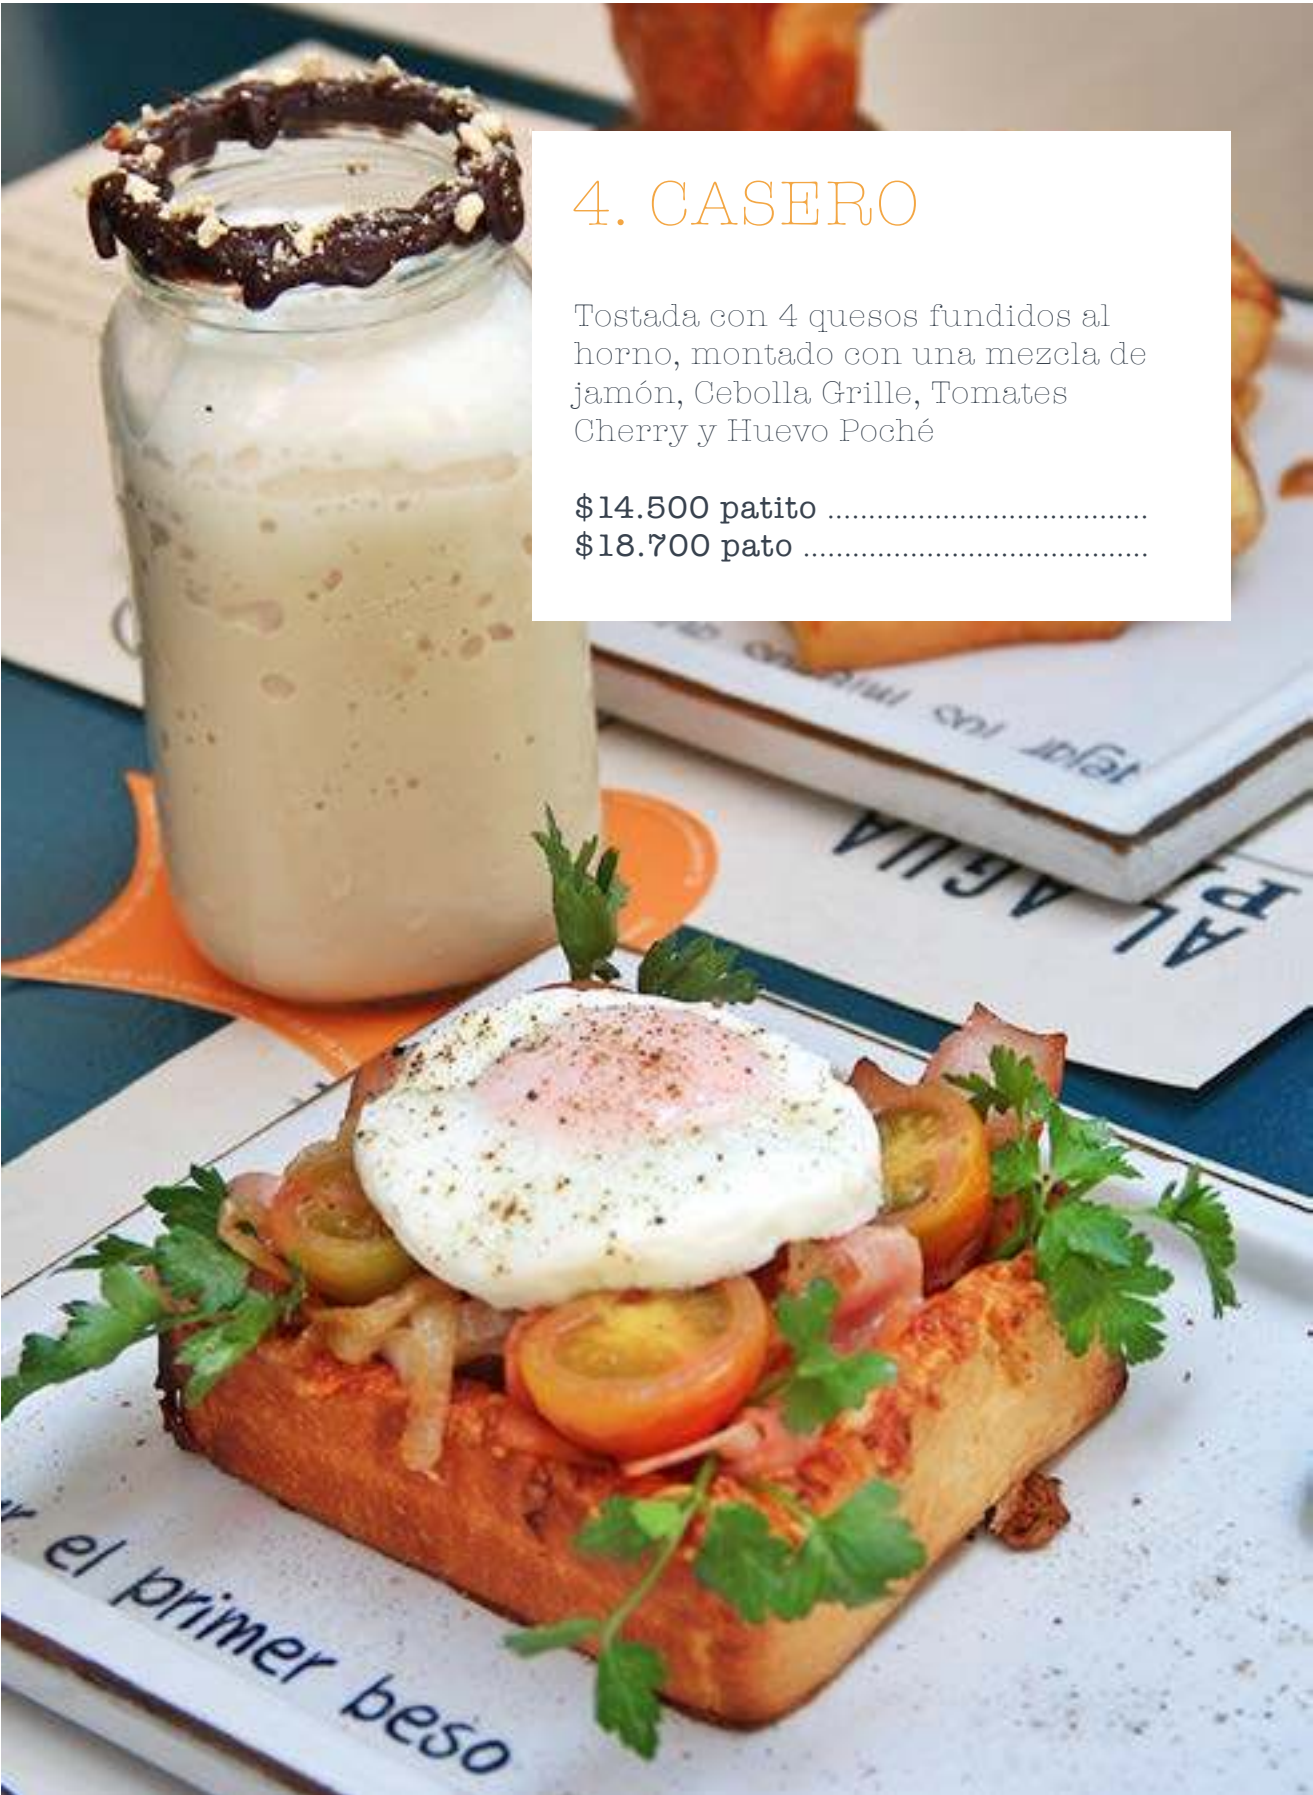 4. CASERO
Tostada con 4 quesos fundidos al
horno, montado con una mezcla de
jamón, Cebolla Grille, Tomates
Cherry y Huevo Poché
$14.500 patito .......................................
$18.700 pato ..........................................
AL AGUA
P
el primer beso